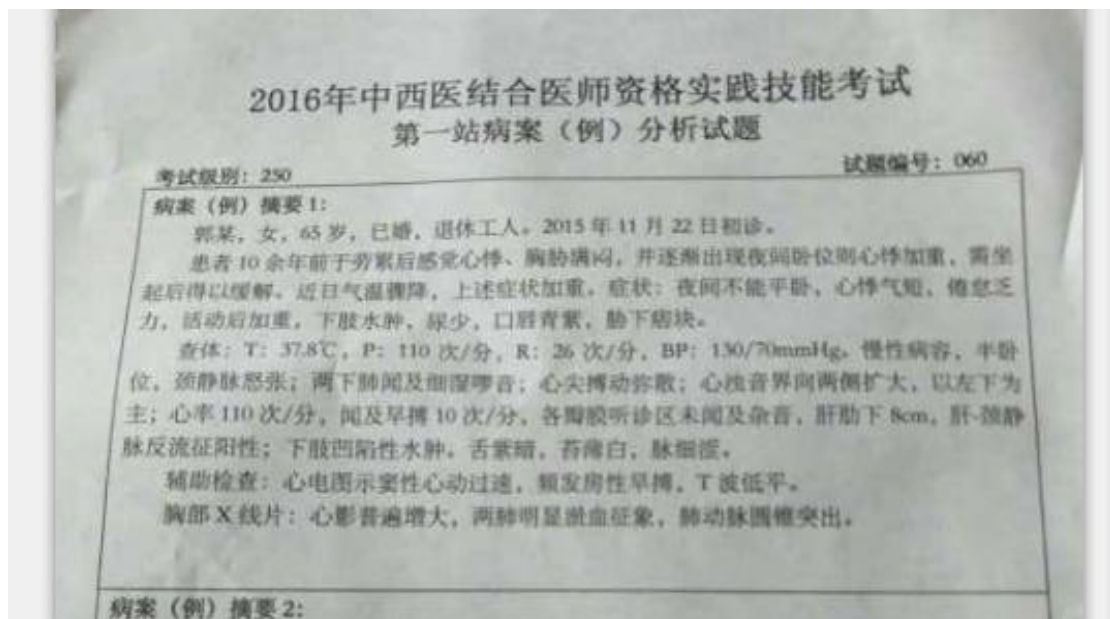 2016年中西医结合医师资格实践技能考试
第一站病案（例）分析试题
考试级别：250
试题编号：060
病案（例）摘要1：
郭某，女，65岁，已婚，退休工人。2015年11月22日初诊。
患者10余年前于劳累后感觉心悸、胸胁满闷，并逐渐出现夜间卧位则心悸加重，需坐
起后得以缓解。近日气温骤降，上述症状加重。症状：夜间不能平卧，心悸气短，倦怠乏
力，活动后加重，下肢水肿，尿少，口唇青紫，胁下痞块。
查体：T：37.8℃，P：110次/分，R：26次/分，BP：130/70mmHg。慢性病容，半卧
位，颈静脉怒张；两下肺闻及细湿啰音；心尖搏动弥散；心浊音界向两侧扩大，以左下为
主；心率110次/分，闻及早搏10次/分，各瓣膜听诊区未闻及杂音，肝肋下8cm，肝-颈静
脉反流征阳性；下肢凹陷性水肿。舌紫暗，苔薄白，脉细涩。
辅助检查：心电图示窦性心动过速，频发房性早搏，T波低平。
胸部X线片：心影普遍增大，两肺明显淤血征象，肺动脉圆锥突出。
病案（例）摘要2：